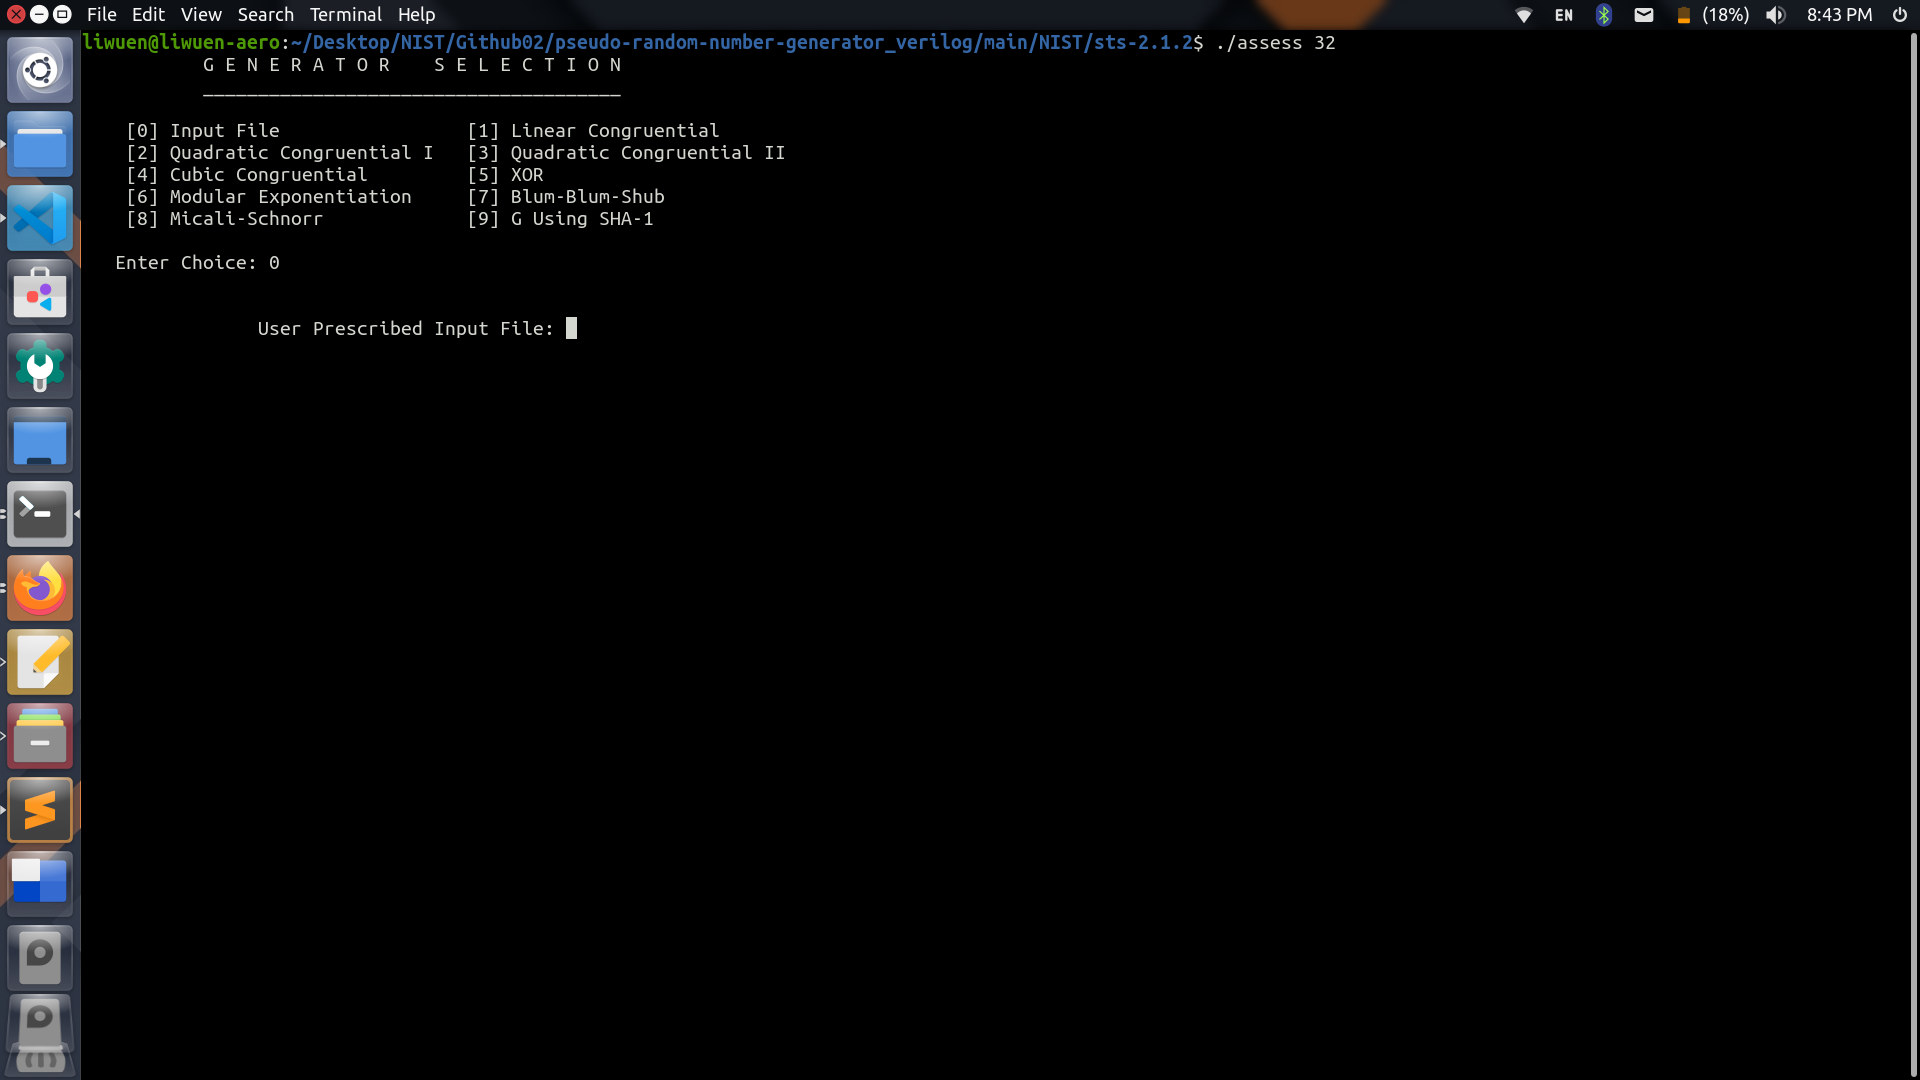 File Edit View Search Terminal Help EN (18%) 8:43 PM
liwuen@liwuen-aero:~/Desktop/NIST/Github02/pseudo-random-number-generator_verilog/main/NIST/sts-2.1.2$ ./assess 32
G E N E R A T O R    S E L E C T I O N
______________________________________
[0] Input File [1] Linear Congruential
[2] Quadratic Congruential I [3] Quadratic Congruential II
[4] Cubic Congruential [5] XOR
[6] Modular Exponentiation [7] Blum-Blum-Shub
[8] Micali-Schnorr [9] G Using SHA-1
Enter Choice: 0
User Prescribed Input File: